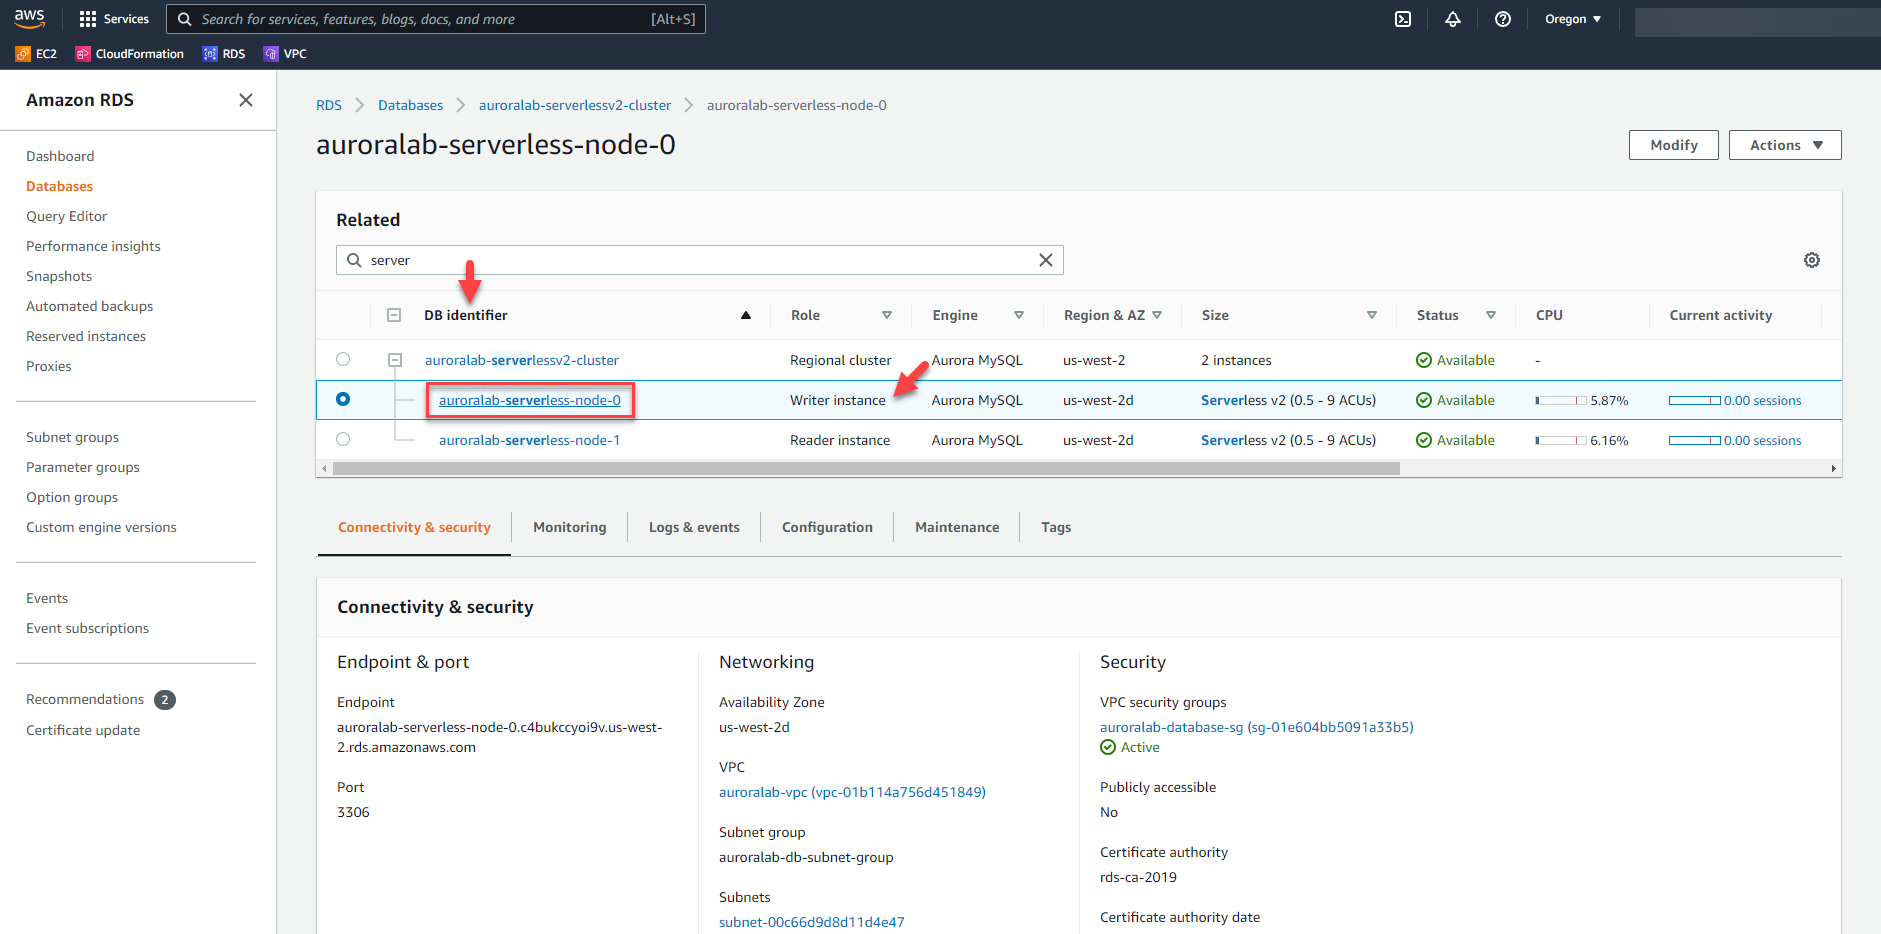 aws Services Search for services, features, blogs, docs, and more [Alt+S] Oregon
EC2 CloudFormation RDS VPC
Amazon RDS
Dashboard
Databases
Query Editor
Performance insights
Snapshots
Automated backups
Reserved instances
Proxies
Subnet groups
Parameter groups
Option groups
Custom engine versions
Events
Event subscriptions
Recommendations 2
Certificate update
RDS Databases auroralab-serverlessv2-cluster auroralab-serverless-node-0
auroralab-serverless-node-0
Modify Actions
Related
server
DB identifier Role Engine Region & AZ Size Status CPU Current activity
auroralab-serverlessv2-cluster Regional cluster Aurora MySQL us-west-2 2 instances Available -
auroralab-serverless-node-0 Writer instance Aurora MySQL us-west-2d Serverless v2 (0.5 - 9 ACUs) Available 5.87% 0.00 sessions
auroralab-serverless-node-1 Reader instance Aurora MySQL us-west-2d Serverless v2 (0.5 - 9 ACUs) Available 6.16% 0.00 sessions
Connectivity & security Monitoring Logs & events Configuration Maintenance Tags
Connectivity & security
Endpoint & port
Endpoint
auroralab-serverless-node-0.c4bukccyoi9v.us-west-
2.rds.amazonaws.com
Port
3306
Networking
Availability Zone
us-west-2d
VPC
auroralab-vpc (vpc-01b114a756d451849)
Subnet group
auroralab-db-subnet-group
Subnets
subnet-00c66d9d8d11d4e47
Security
VPC security groups
auroralab-database-sg (sg-01e604bb5091a33b5)
Active
Publicly accessible
No
Certificate authority
rds-ca-2019
Certificate authority date